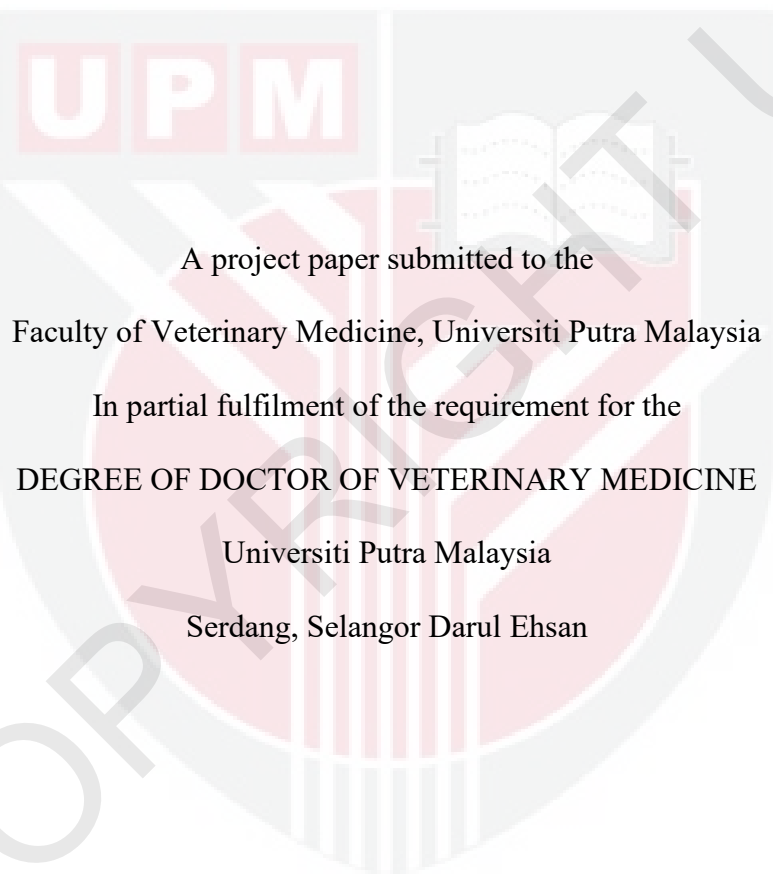 UPM
A project paper submitted to the
Faculty of Veterinary Medicine, Universiti Putra Malaysia
In partial fulfilment of the requirement for the
DEGREE OF DOCTOR OF VETERINARY MEDICINE
Universiti Putra Malaysia
Serdang, Selangor Darul Ehsan
OPYRIGHT U